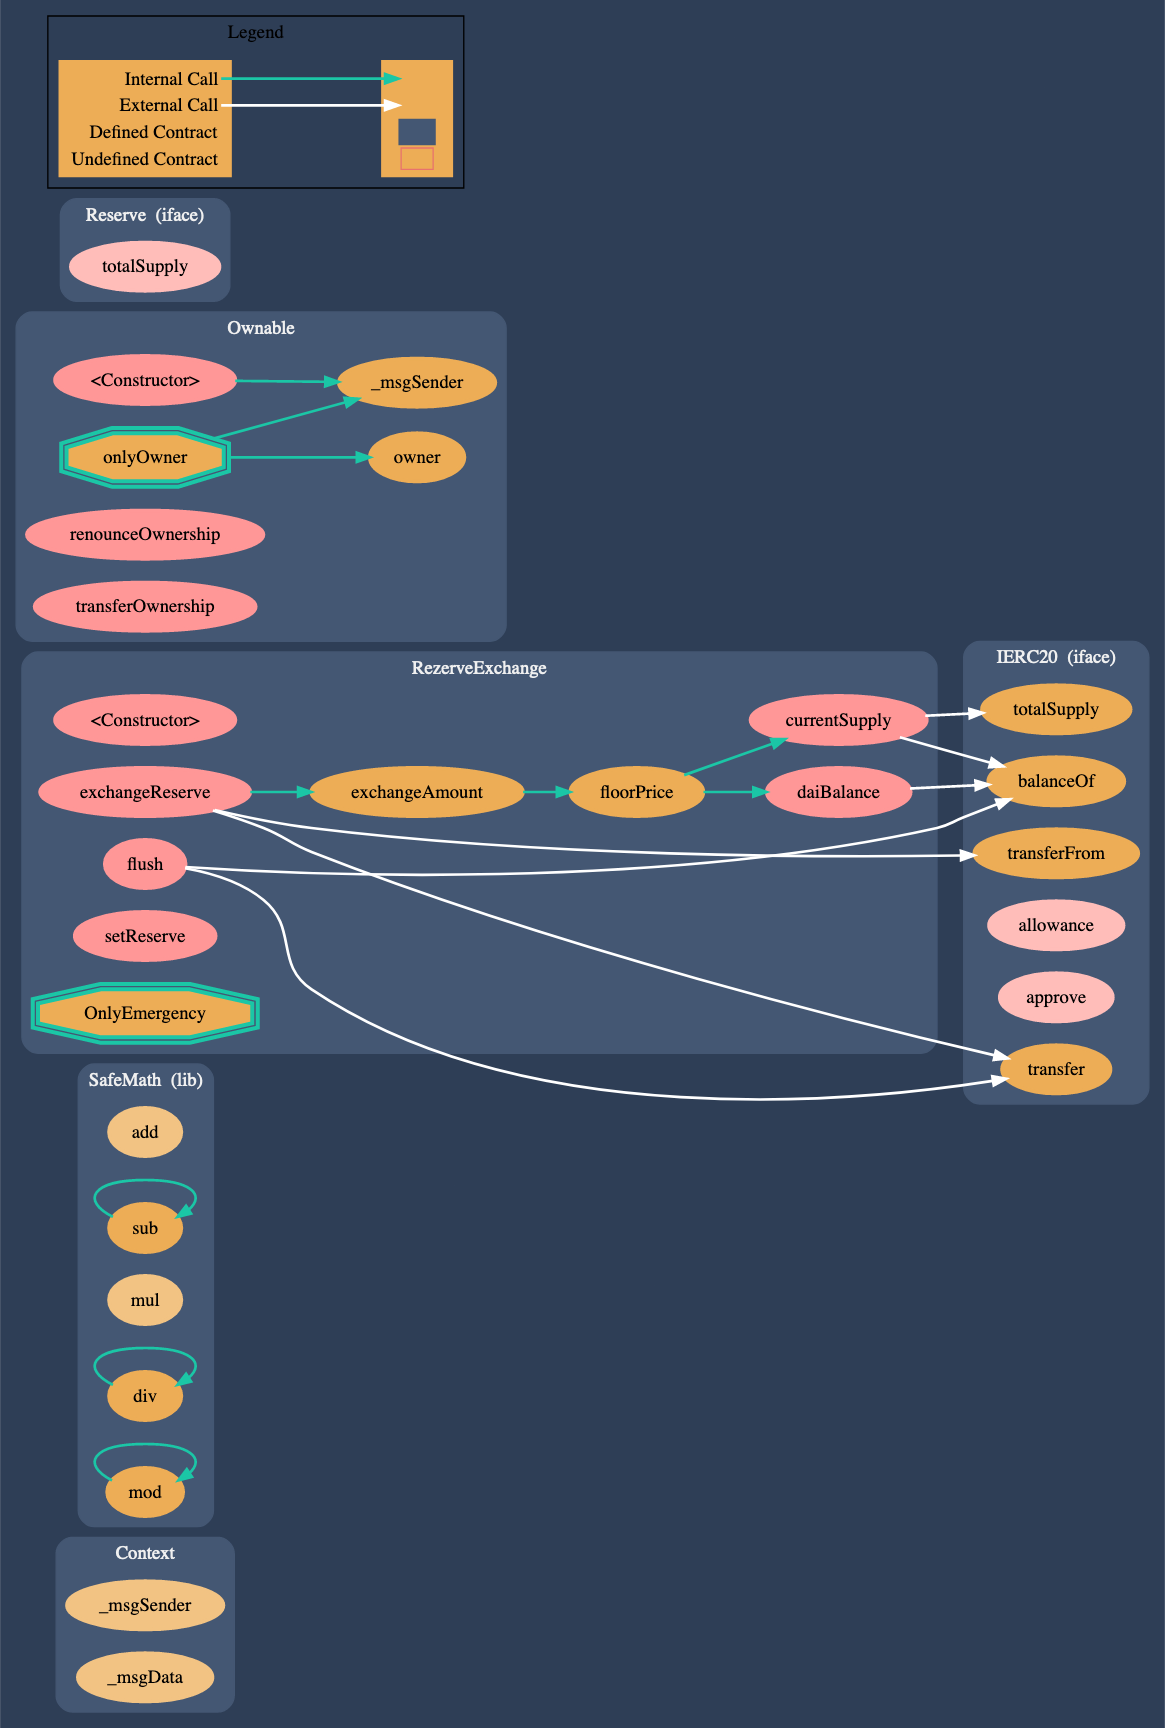 Legend
Internal Call
External Call
Defined Contract
Undefined Contract
Reserve (iface)
totalSupply
Ownable
<Constructor>
_msgSender
onlyOwner
owner
renounceOwnership
transferOwnership
RezerveExchange
<Constructor>
currentSupply
exchangeReserve
exchangeAmount
floorPrice
daiBalance
flush
setReserve
OnlyEmergency
IERC20 (iface)
totalSupply
balanceOf
transferFrom
allowance
approve
transfer
SafeMath (lib)
add
sub
mul
div
mod
Context
_msgSender
_msgData